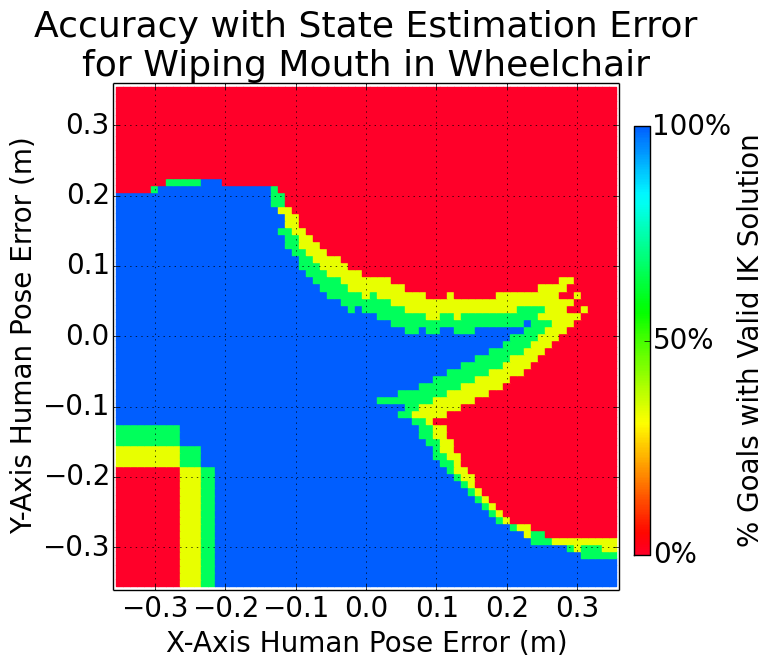 Accuracy with State Estimation Error
for Wiping Mouth in Wheelchair
Y-Axis Human Pose Error (m)
0.3
0.2
0.1
0.0
−0.1
−0.2
−0.3
−0.3 −0.2 −0.1 0.0 0.1 0.2 0.3
X-Axis Human Pose Error (m)
100%
50%
0%
% Goals with Valid IK Solution